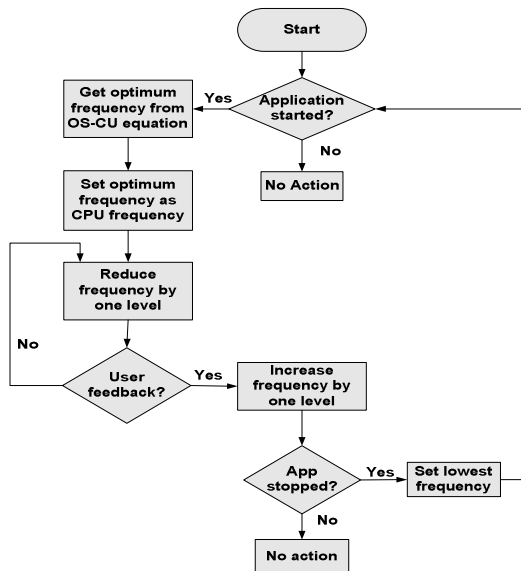 Start
Application
started?
Yes
No
No Action
Get optimum
frequency from
OS-CU equation
Set optimum
frequency as
CPU frequency
Reduce
frequency by
one level
No
User
feedback?
Yes
Increase
frequency by
one level
App
stopped?
Yes
Set lowest
frequency
No
No action